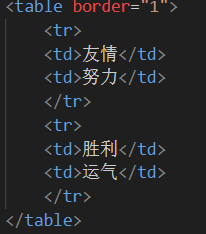 <table border="1">
    <tr>
    <td>友情</td>
    <td>努力</td>
    </tr>
    <tr>
    <td>胜利</td>
    <td>运气</td>
    </tr>
</table>